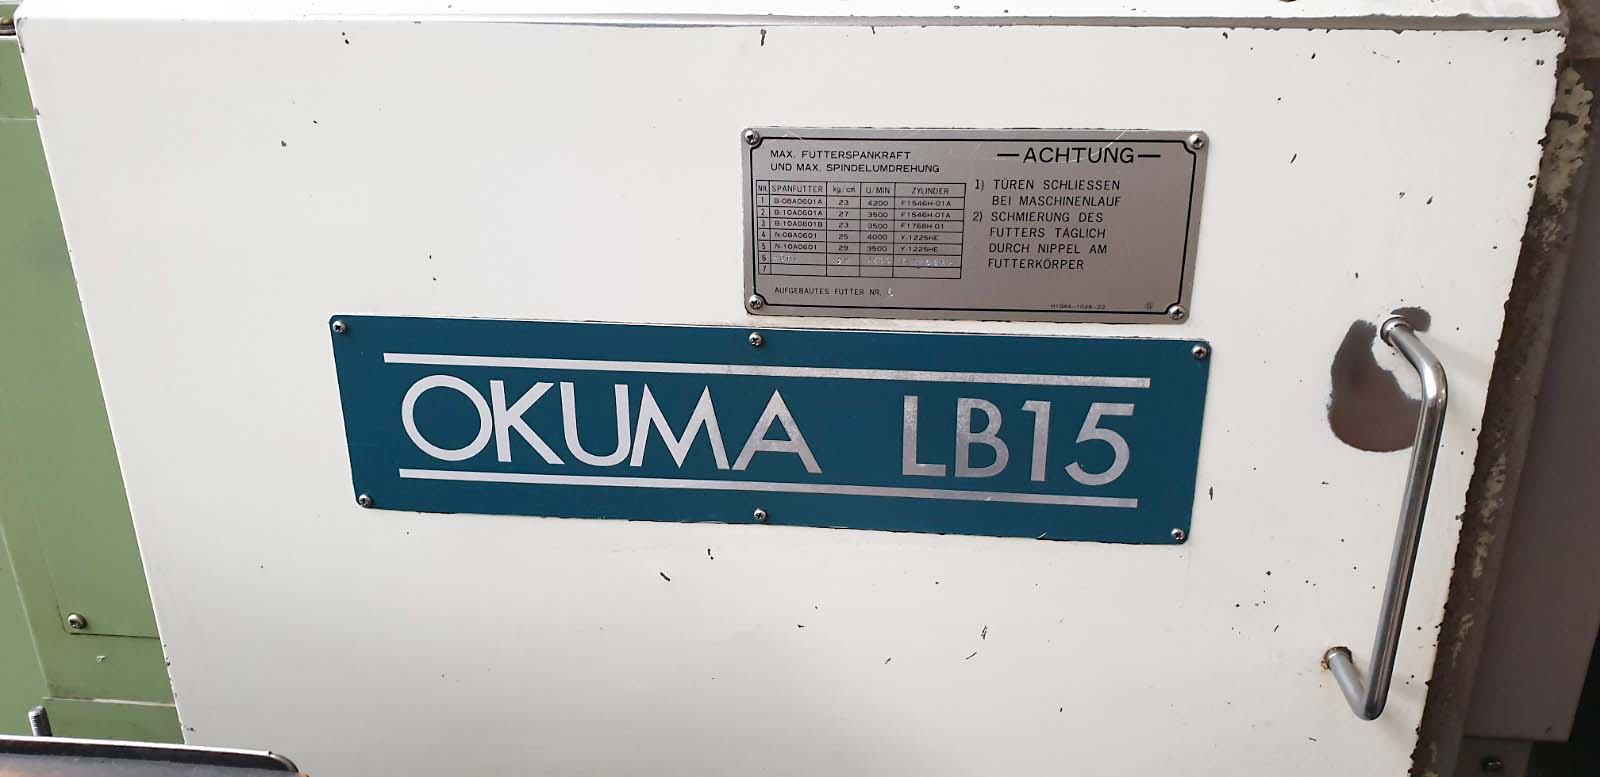 MAX. FUTTERSPANKRAFT
UND MAX. SPINDELUMDREHUNG
NR. SPANFUTTER kg/cm² U/MIN ZYLINDER
1 B-08A0601A 23 4200 F1546H-01A
2 B-10A0601A 27 3500 F1546H-01A
3 B-10A0601B 23 3500 F1768H-01
4 N-08A0601 25 4000 Y-1225HE
5 N-10A0601 29 3500 Y-1225HE
6
7
AUFGEBAUTES FUTTER NR.
—ACHTUNG—
1) TÜREN SCHLIESSEN
BEI MASCHINENLAUF
2) SCHMIERUNG DES
FUTTERS TÄGLICH
DURCH NIPPEL AM
FUTTERKÖRPER
OKUMA LB15